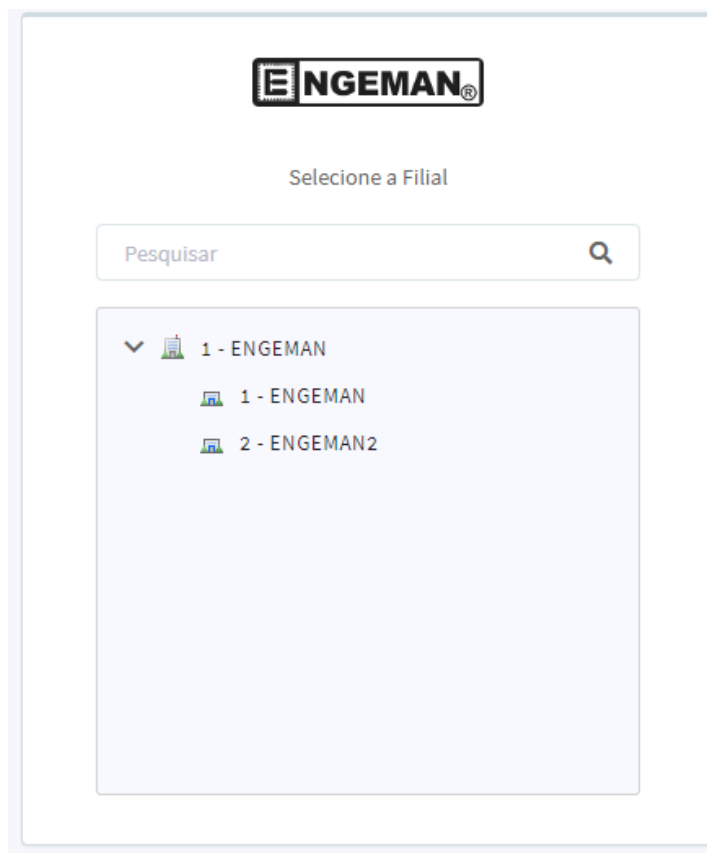 ENGEMAN®
Selecione a Filial
Pesquisar
1 - ENGEMAN
1 - ENGEMAN
2 - ENGEMAN2